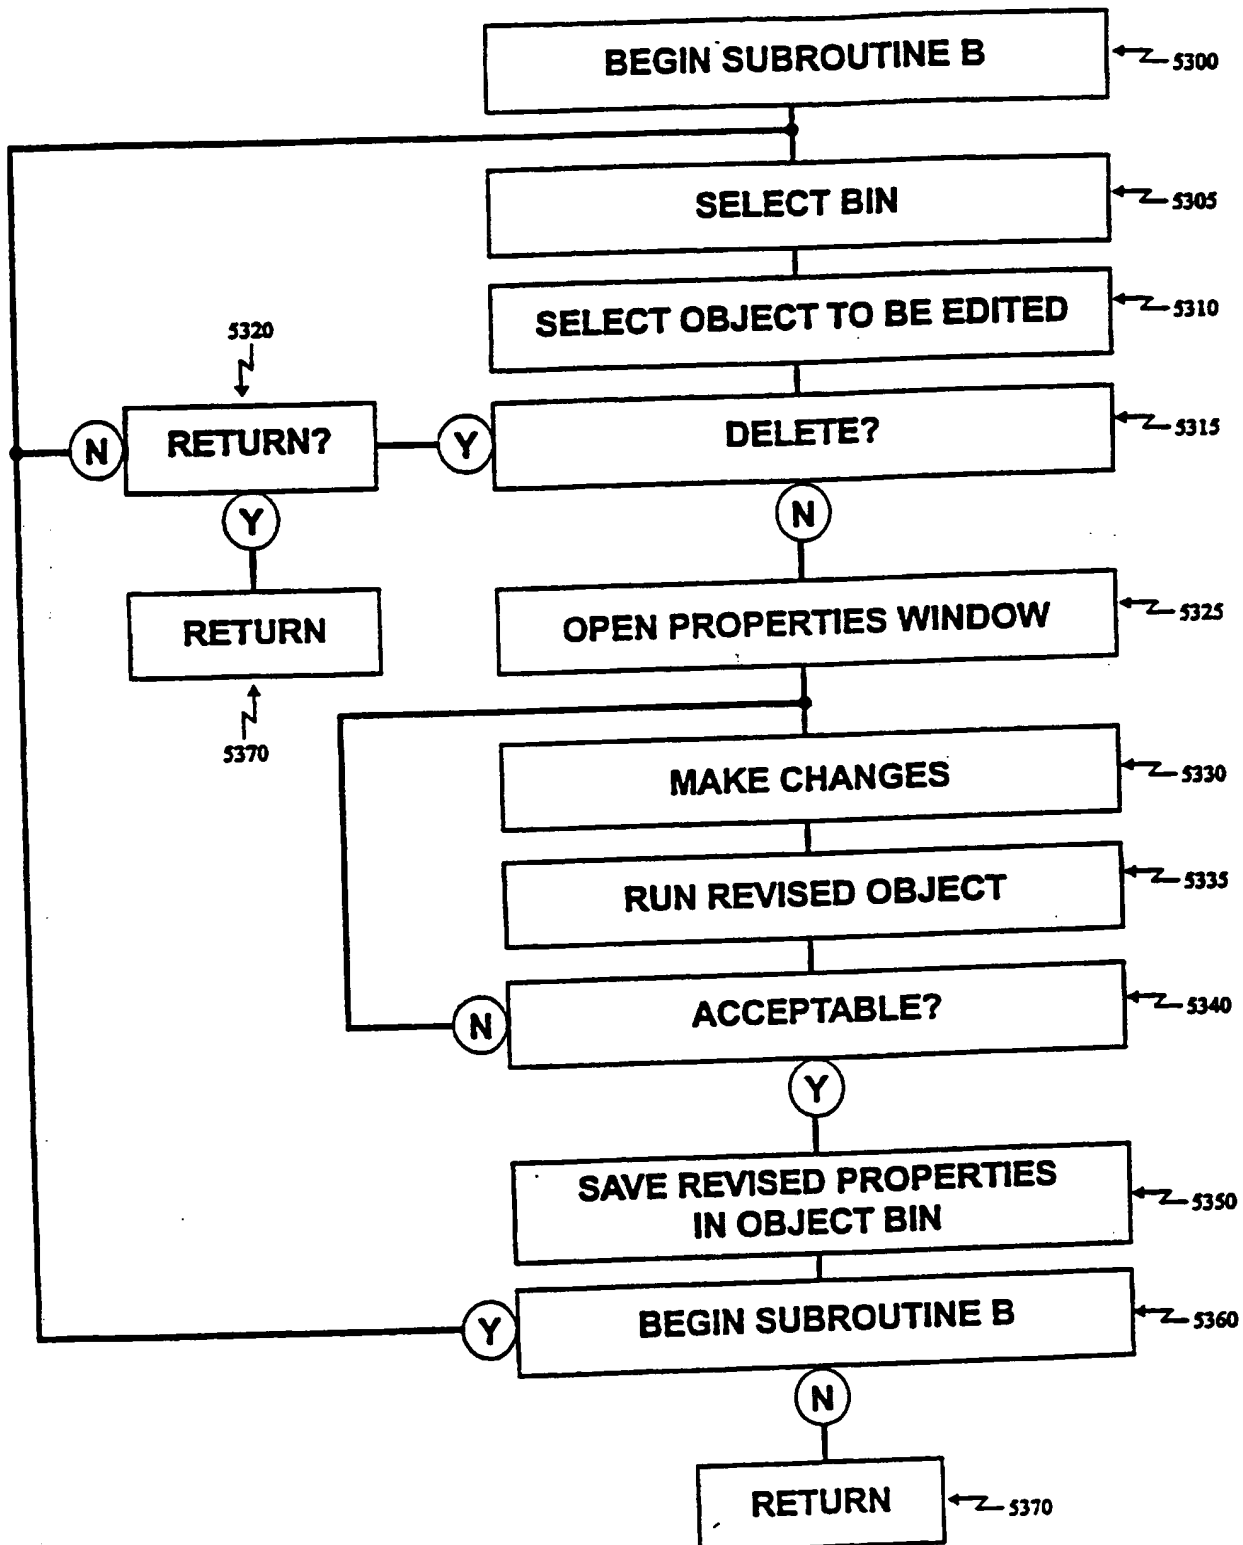 BEGIN SUBROUTINE B
5300
SELECT BIN
5305
SELECT OBJECT TO BE EDITED
5310
5320
N
RETURN?
Y
DELETE?
5315
Y
N
RETURN
OPEN PROPERTIES WINDOW
5325
5370
MAKE CHANGES
5330
RUN REVISED OBJECT
5335
N
ACCEPTABLE?
5340
Y
SAVE REVISED PROPERTIES
IN OBJECT BIN
5350
Y
BEGIN SUBROUTINE B
5360
N
RETURN
5370